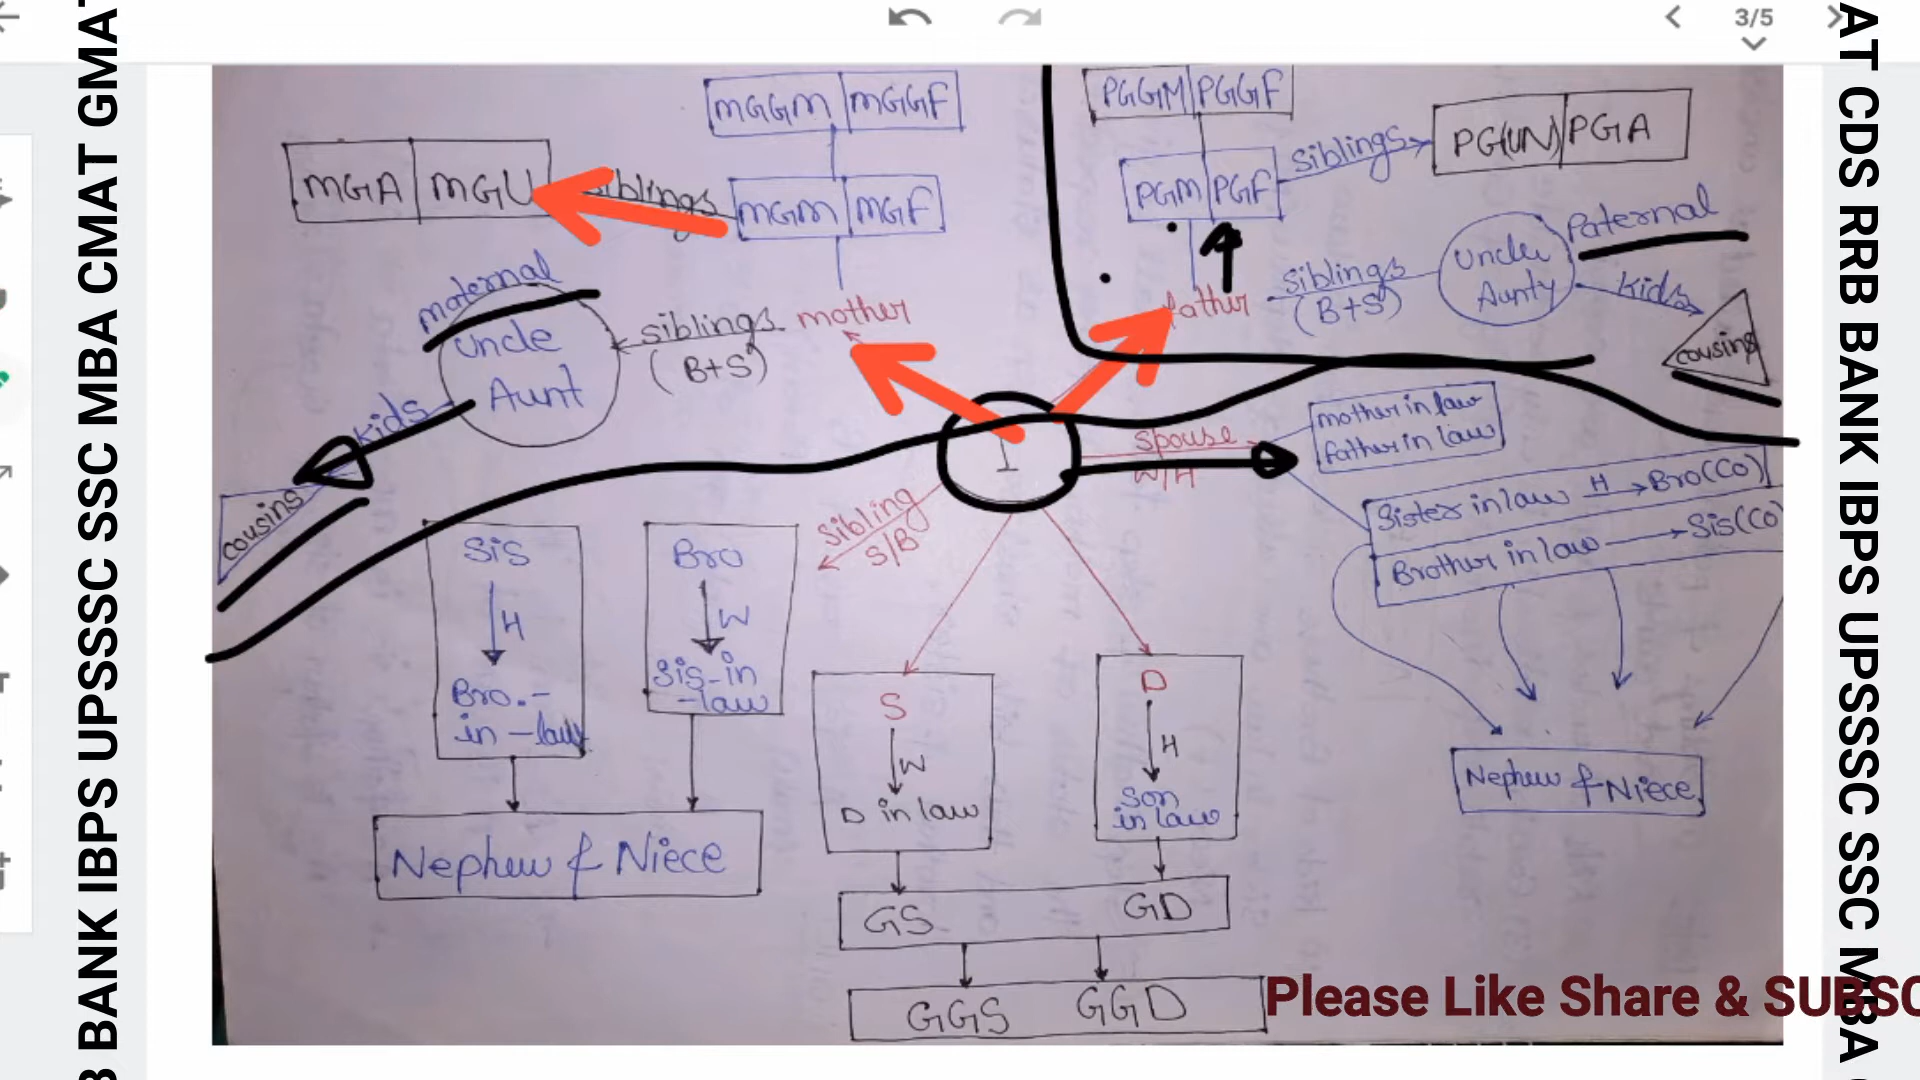 3/5
B BANK IBPS UPSSSC SSC MBA CMAT GMAT
AT CDS RRB BANK IBPS UPSSSC SSC MBA
MGGM MGGF
PGGM PGGF
MGA MGU
siblings
MGM MGF
PGM PGF
siblings
PG(UN) PGA
maternal
Uncle
Aunt
siblings
(B+S)
mother
father
siblings
(B+S)
Uncle
Aunty
Paternal
Kids
cousins
Kids
cousins
I
Spouse
W/H
mother in law
father in law
Sister in law H Bro(Co)
Brother in law Sis(Co
Sibling
S/B
Sis
H
Bro.-
in-law
Bro
W
Sis-in
-law
S
W
D in law
D
H
Son
in law
Nephew & Niece
Nephew & Niece
GS GD
GGS GGD
Please Like Share & SUBSC